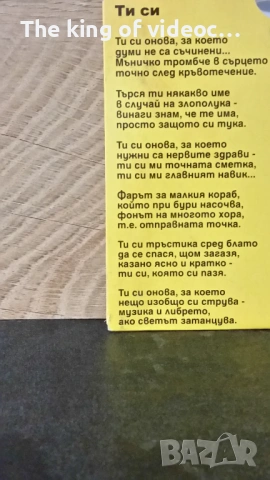 The king of videoc...
Ти си
Ти си онова, за което
думи не са съчинени...
Мъничко тромбче в сърцето
точно след кръвотечение.
Търся ти някакво име
в случай на злополука -
винаги знам, че те има,
просто защото си тука.
Ти си онова, за което
нужни са нервите здрави -
ти си ми точната сметка,
ти си ми главният навик...
Фарът за малкия кораб,
който при бури насочва,
фонът на многото хора,
т.е. отправната точка.
Ти си тръстика сред блато
да се спася, щом загазя,
казано ясно и кратко -
ти си, която си пазя.
Ти си онова, за което
нещо изобщо си струва -
музика и либрето,
ако светът затанцува.
BAZAR